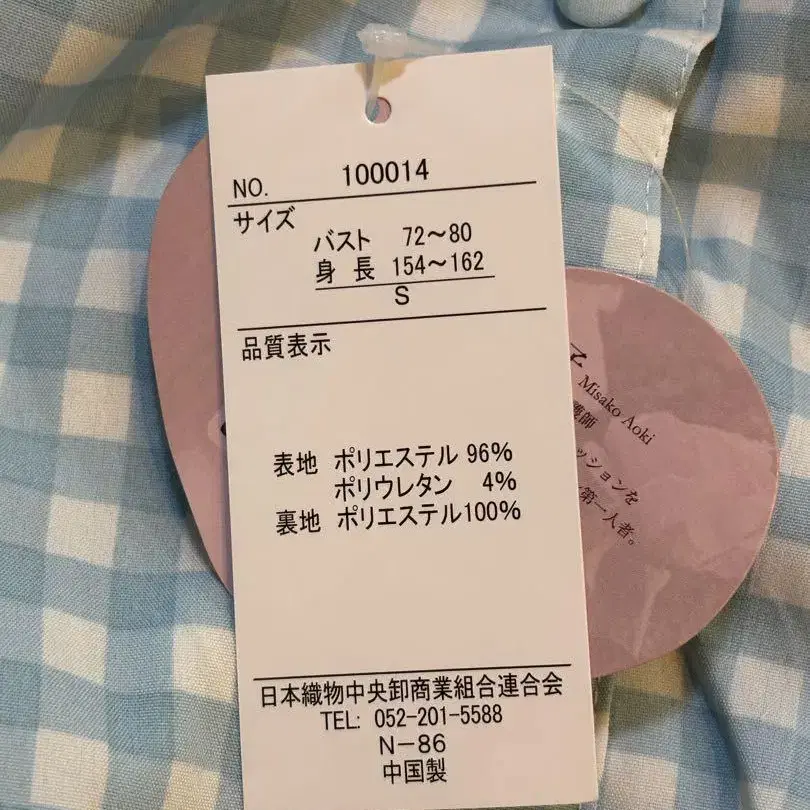 NO. 100014
サイズ
バスト 72～80
身長 154～162
S
品質表示
表地 ポリエステル 96%
ポリウレタン 4%
裏地 ポリエステル100%
日本織物中央卸商業組合連合会
TEL: 052-201-5588
N-86
中国製
Misako Aoki
護師
ッションを
第一人者。